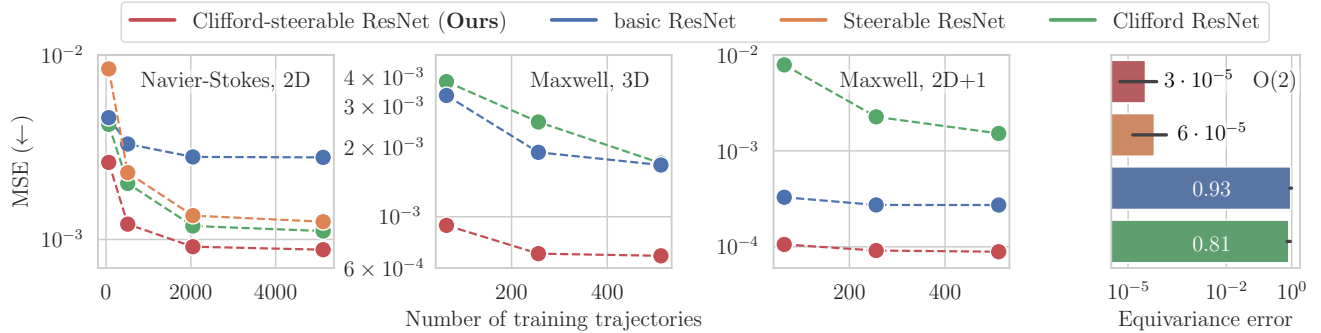 Clifford-steerable ResNet (Ours) basic ResNet Steerable ResNet Clifford ResNet
MSE (←)
10⁻²
10⁻³
Navier-Stokes, 2D
0 2000 4000
4 × 10⁻³
3 × 10⁻³
2 × 10⁻³
10⁻³
6 × 10⁻⁴
Maxwell, 3D
200 400
Number of training trajectories
10⁻²
10⁻³
10⁻⁴
Maxwell, 2D+1
200 400
3 · 10⁻⁵ O(2)
6 · 10⁻⁵
0.93
0.81
10⁻⁵ 10⁻² 10⁰
Equivariance error